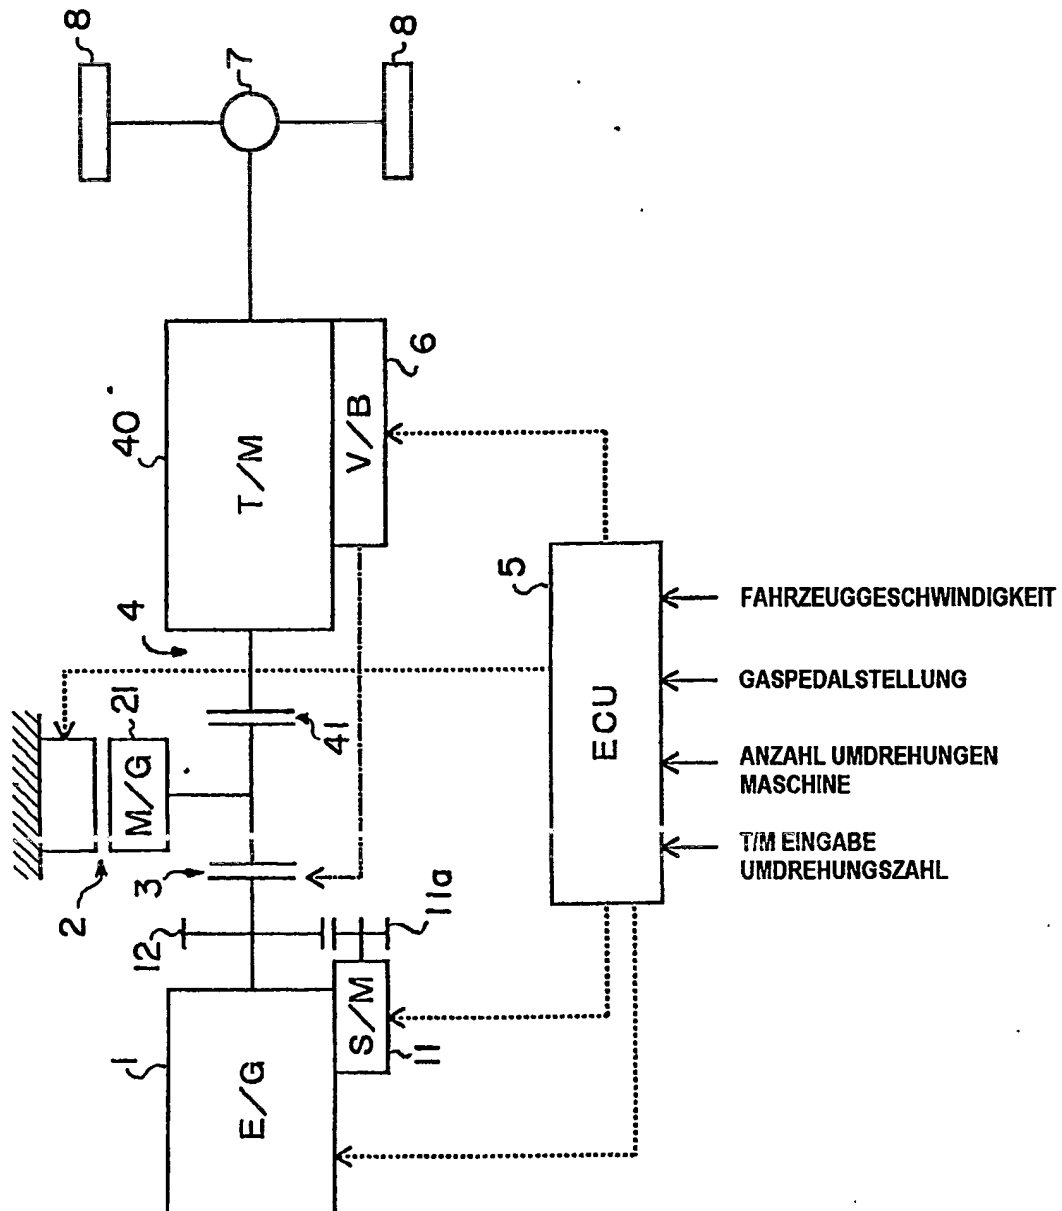 8
8
7
40
T/M
6
V/B
4
5
ECU
FAHRZEUGGESCHWINDIGKEIT
GASPEDALSTELLUNG
ANZAHL UMDREHUNGEN
MASCHINE
T/M EINGABE
UMDREHUNGSZAHL
21
M/G
41
2
3
12
11a
S/M
11
1
E/G